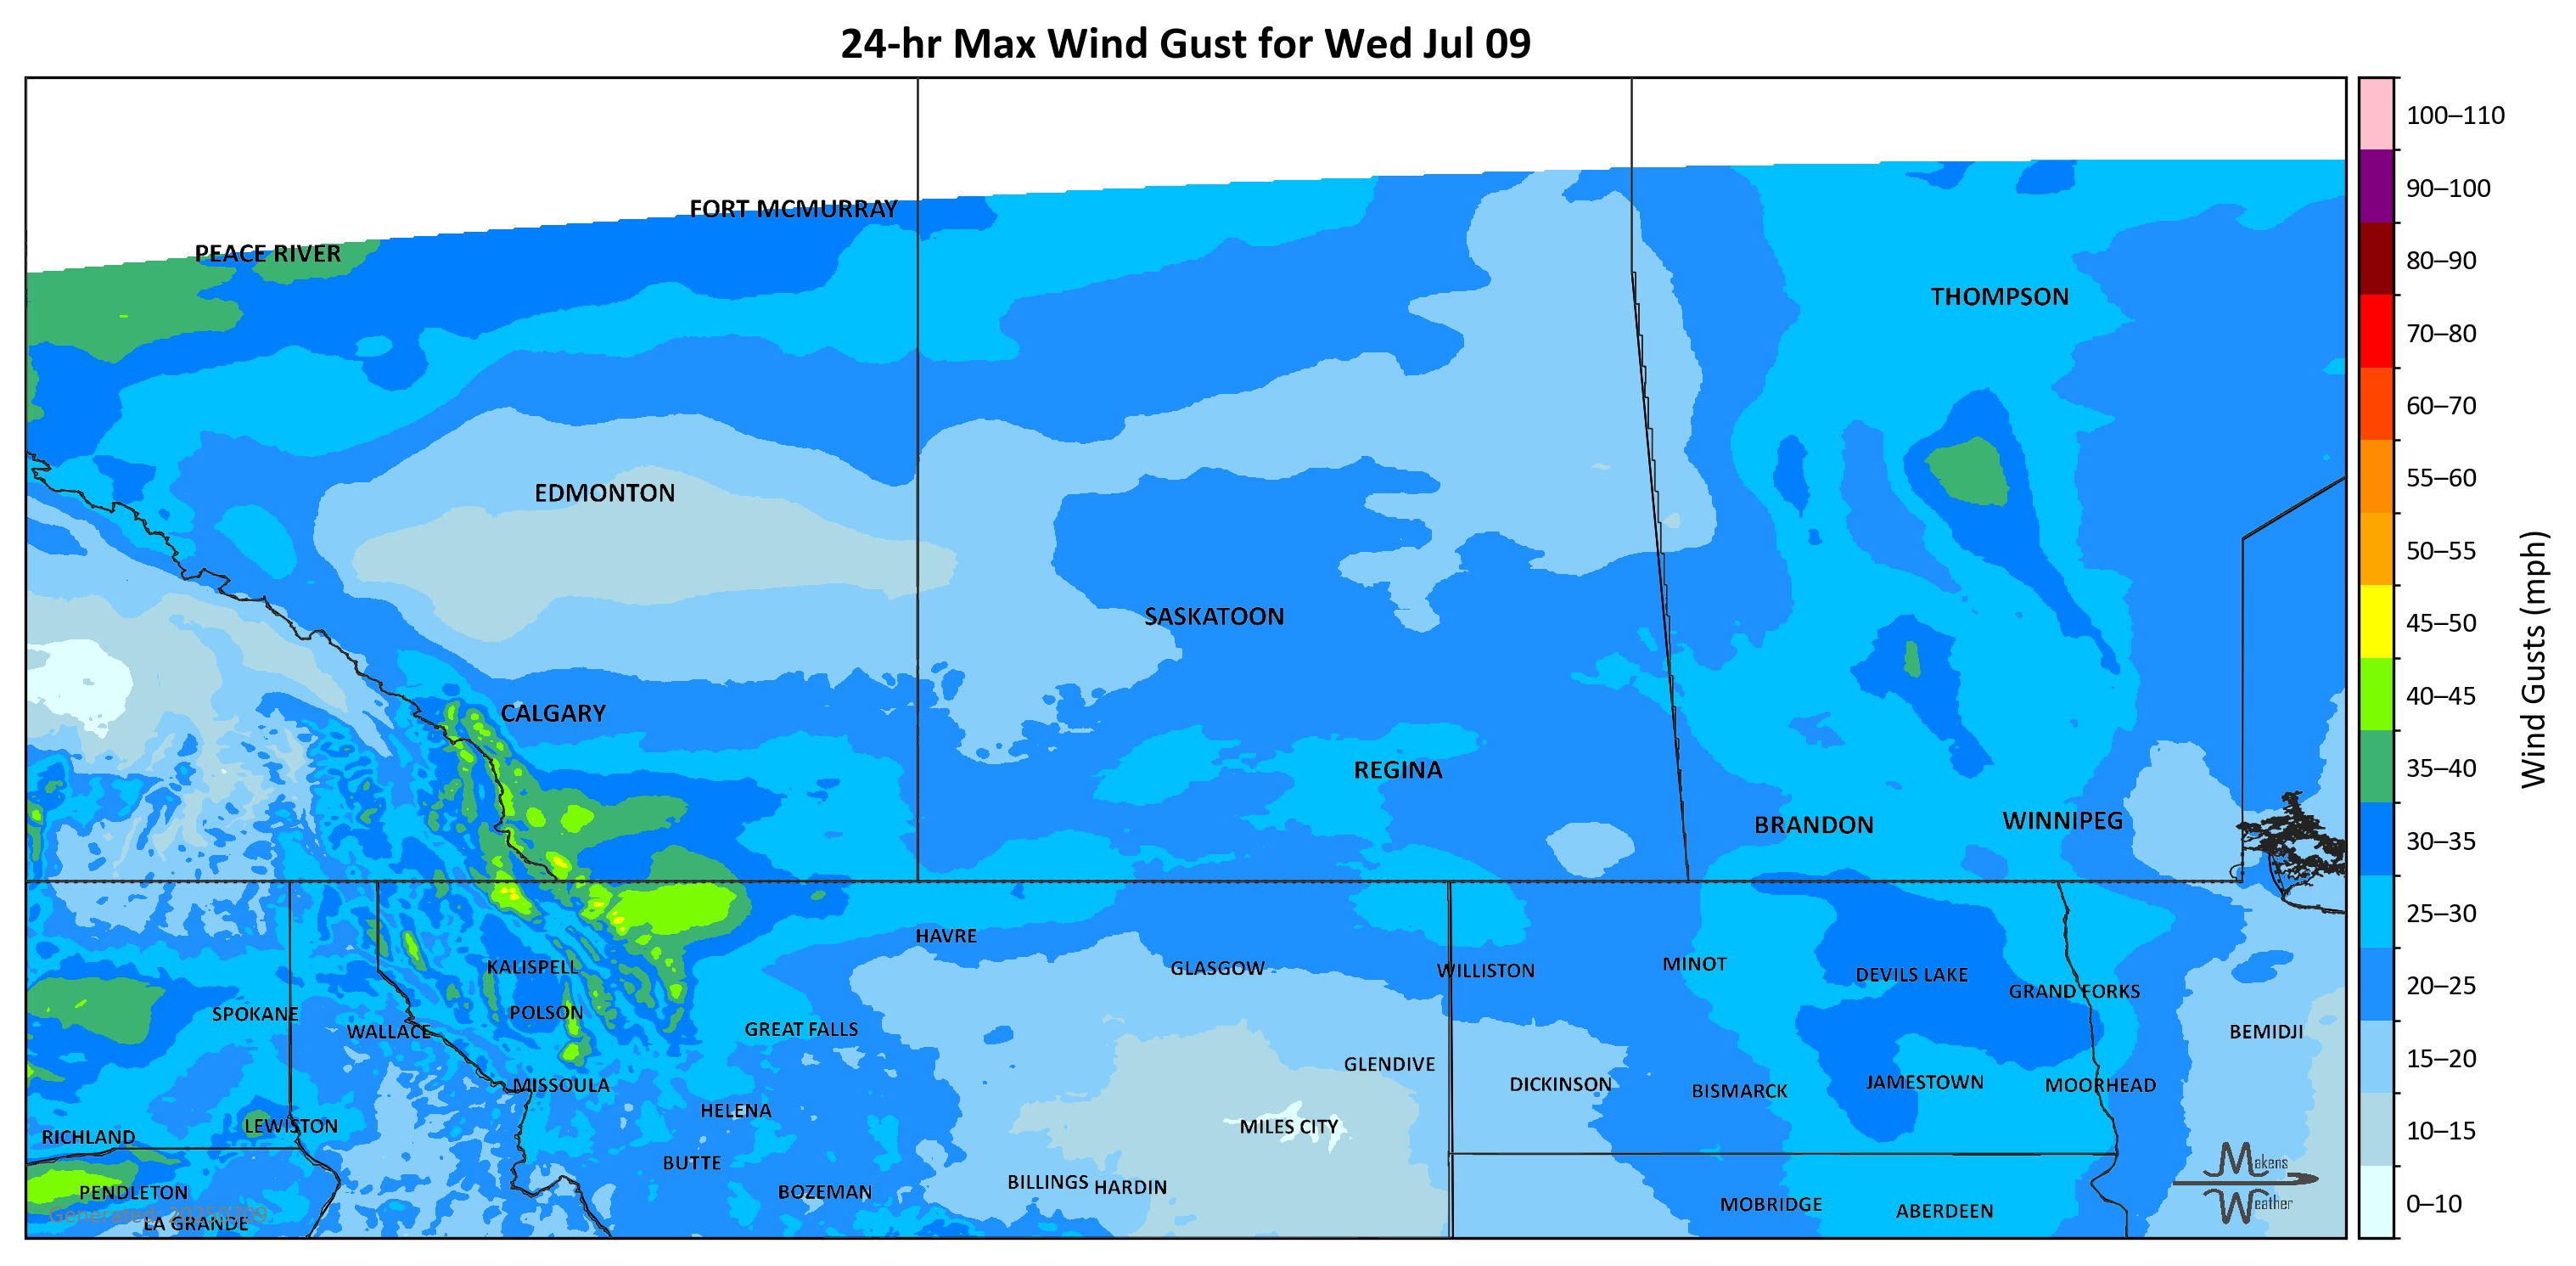 24-hr Max Wind Gust for Wed Jul 09
100–110
90–100
80–90
70–80
60–70
55–60
50–55
45–50
40–45
35–40
30–35
25–30
20–25
15–20
10–15
0–10
Wind Gusts (mph)
FORT MCMURRAY
PEACE RIVER
THOMPSON
EDMONTON
SASKATOON
CALGARY
REGINA
BRANDON
WINNIPEG
HAVRE
KALISPELL
GLASGOW
WILLISTON
MINOT
DEVILS LAKE
GRAND FORKS
SPOKANE
POLSON
WALLACE
GREAT FALLS
BEMIDJI
GLENDIVE
MISSOULA
DICKINSON
BISMARCK
JAMESTOWN
MOORHEAD
HELENA
LEWISTON
MILES CITY
RICHLAND
BUTTE
BILLINGS
HARDIN
PENDLETON
BOZEMAN
MOBRIDGE
ABERDEEN
Generated: 20250709
LA GRANDE
Makens
Weather